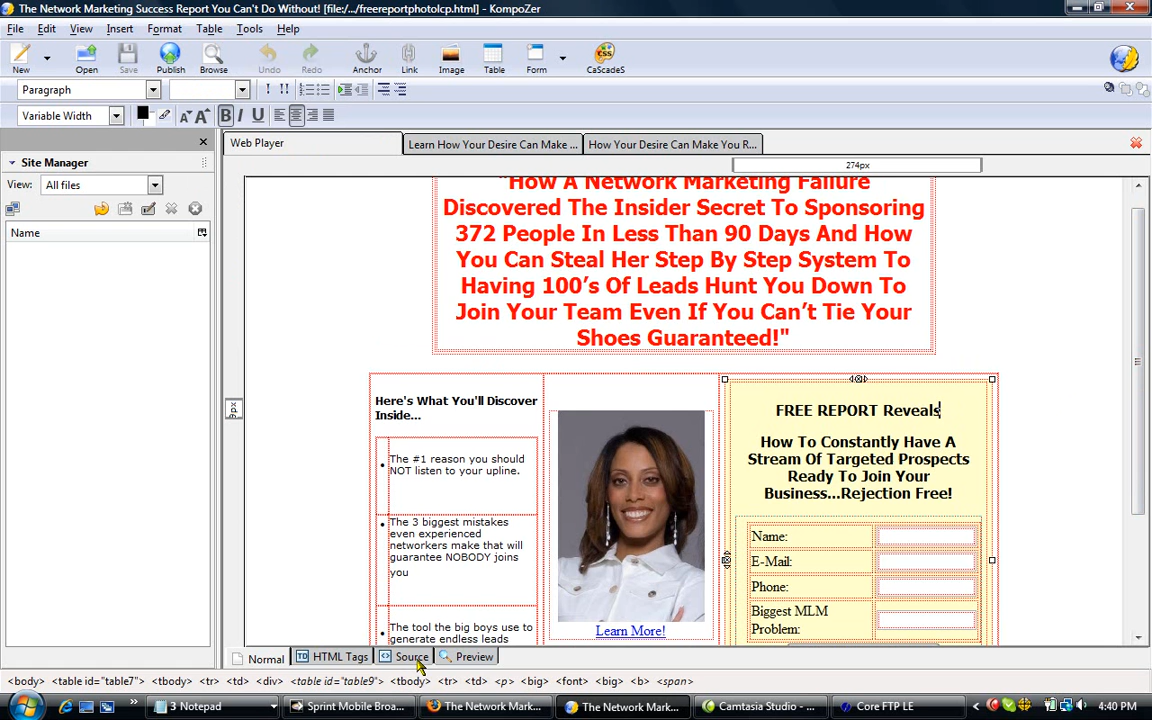 The Network Marketing Success Report You Can't Do Without! [file:/.../freereportphotolcp.html] - KompoZer
File Edit View Insert Format Table Tools Help
New Open Save Publish Browse Undo Redo Anchor Link Image Table Form CaScadeS
Paragraph
Variable Width B I U
Web Player Learn How Your Desire Can Make ... How Your Desire Can Make You R...
Site Manager
274px
View: All files
Name
"How A Network Marketing Failure
Discovered The Insider Secret To Sponsoring
372 People In Less Than 90 Days And How
You Can Steal Her Step By Step System To
Having 100's Of Leads Hunt You Down To
Join Your Team Even If You Can't Tie Your
Shoes Guaranteed!"
Here's What You'll Discover
Inside...
The #1 reason you should
NOT listen to your upline.
The 3 biggest mistakes
even experienced
networkers make that will
guarantee NOBODY joins
you
The tool the big boys use to
generate endless leads
Learn More!
FREE REPORT Reveals
How To Constantly Have A
Stream Of Targeted Prospects
Ready To Join Your
Business...Rejection Free!
Name:
E-Mail:
Phone:
Biggest MLM
Problem:
Normal HTML Tags Source Preview
<body> <table id="table7"> <tbody> <tr> <td> <div> <table id="table9"> <tbody> <tr> <td> <p> <big> <font> <big> <b> <span>
3 Notepad Sprint Mobile Broa... The Network Mark... The Network Mark... Camtasia Studio - ... Core FTP LE 4:40 PM